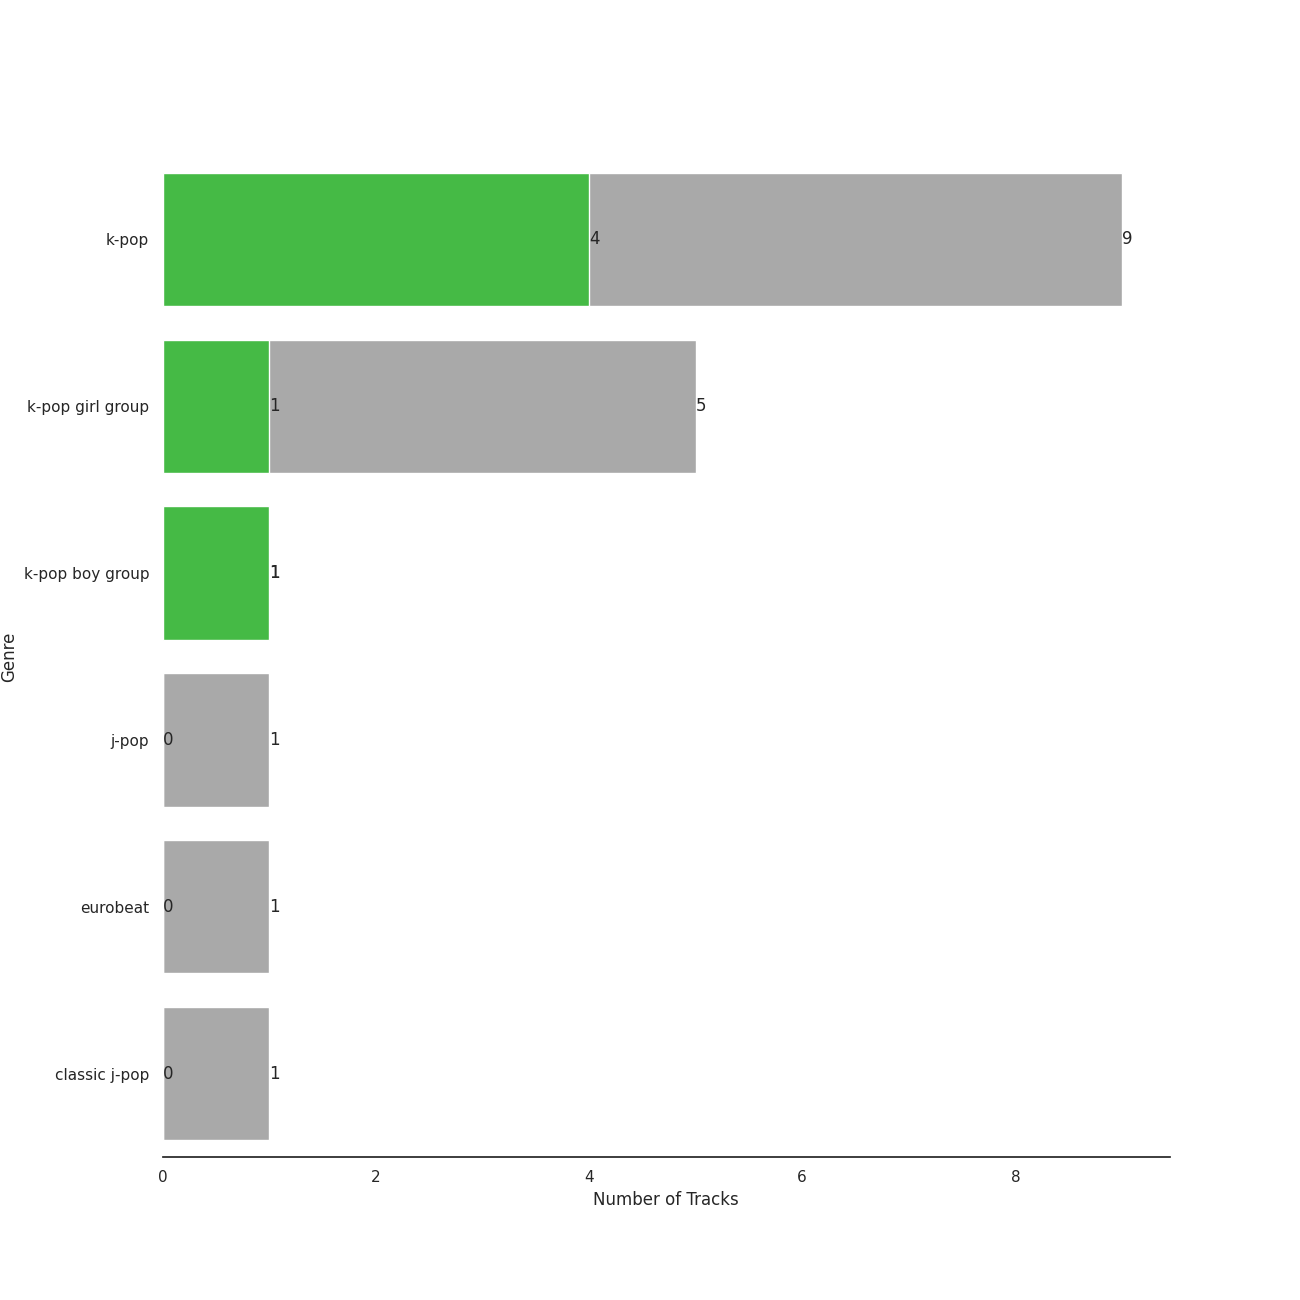 k-pop 4 9
k-pop girl group 1 5
k-pop boy group 1
j-pop 0 1
eurobeat 0 1
classic j-pop 0 1
Genre
0 2 4 6 8
Number of Tracks